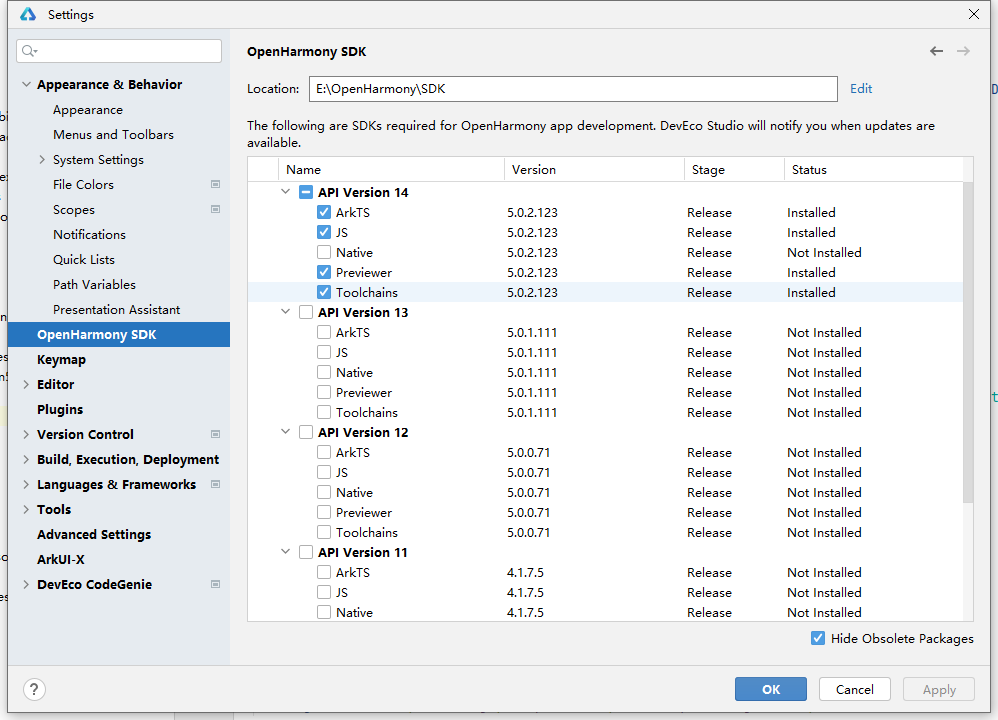 Settings
OpenHarmony SDK
Location: E:\OpenHarmony\SDK Edit
The following are SDKs required for OpenHarmony app development. DevEco Studio will notify you when updates are
available.
Appearance & Behavior
Appearance
Menus and Toolbars
System Settings
File Colors
Scopes
Notifications
Quick Lists
Path Variables
Presentation Assistant
OpenHarmony SDK
Keymap
Editor
Plugins
Version Control
Build, Execution, Deployment
Languages & Frameworks
Tools
Advanced Settings
ArkUI-X
DevEco CodeGenie
Name Version Stage Status
API Version 14
ArkTS 5.0.2.123 Release Installed
JS 5.0.2.123 Release Installed
Native 5.0.2.123 Release Not Installed
Previewer 5.0.2.123 Release Installed
Toolchains 5.0.2.123 Release Installed
API Version 13
ArkTS 5.0.1.111 Release Not Installed
JS 5.0.1.111 Release Not Installed
Native 5.0.1.111 Release Not Installed
Previewer 5.0.1.111 Release Not Installed
Toolchains 5.0.1.111 Release Not Installed
API Version 12
ArkTS 5.0.0.71 Release Not Installed
JS 5.0.0.71 Release Not Installed
Native 5.0.0.71 Release Not Installed
Previewer 5.0.0.71 Release Not Installed
Toolchains 5.0.0.71 Release Not Installed
API Version 11
ArkTS 4.1.7.5 Release Not Installed
JS 4.1.7.5 Release Not Installed
Native 4.1.7.5 Release Not Installed
Hide Obsolete Packages
?
OK Cancel Apply